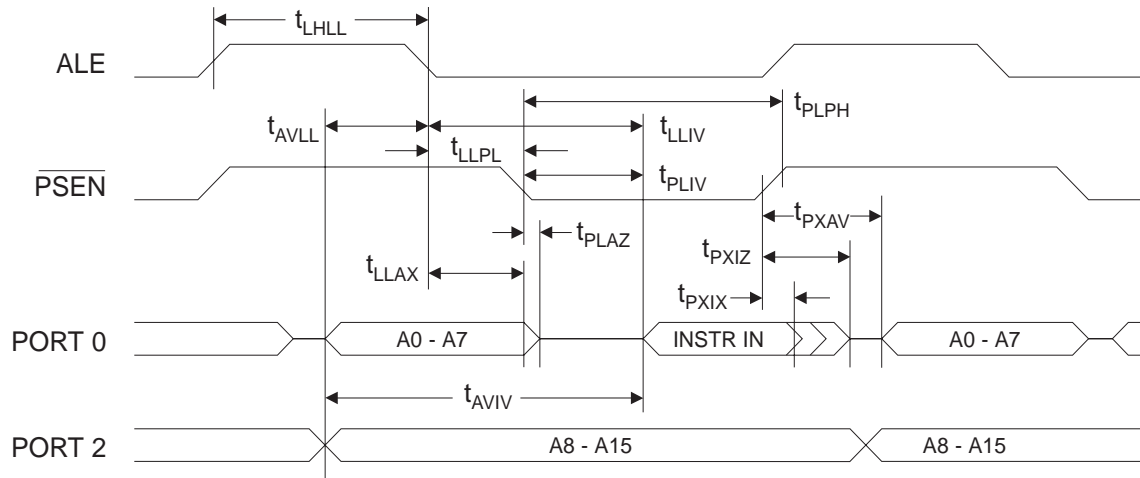 tLHLL
ALE
tPLPH
tAVLL
tLLIV
tLLPL
PSEN
tPLIV
tPXAV
tPLAZ
tPXIZ
tLLAX
tPXIX
PORT 0
A0 - A7
INSTR IN
A0 - A7
tAVIV
PORT 2
A8 - A15
A8 - A15